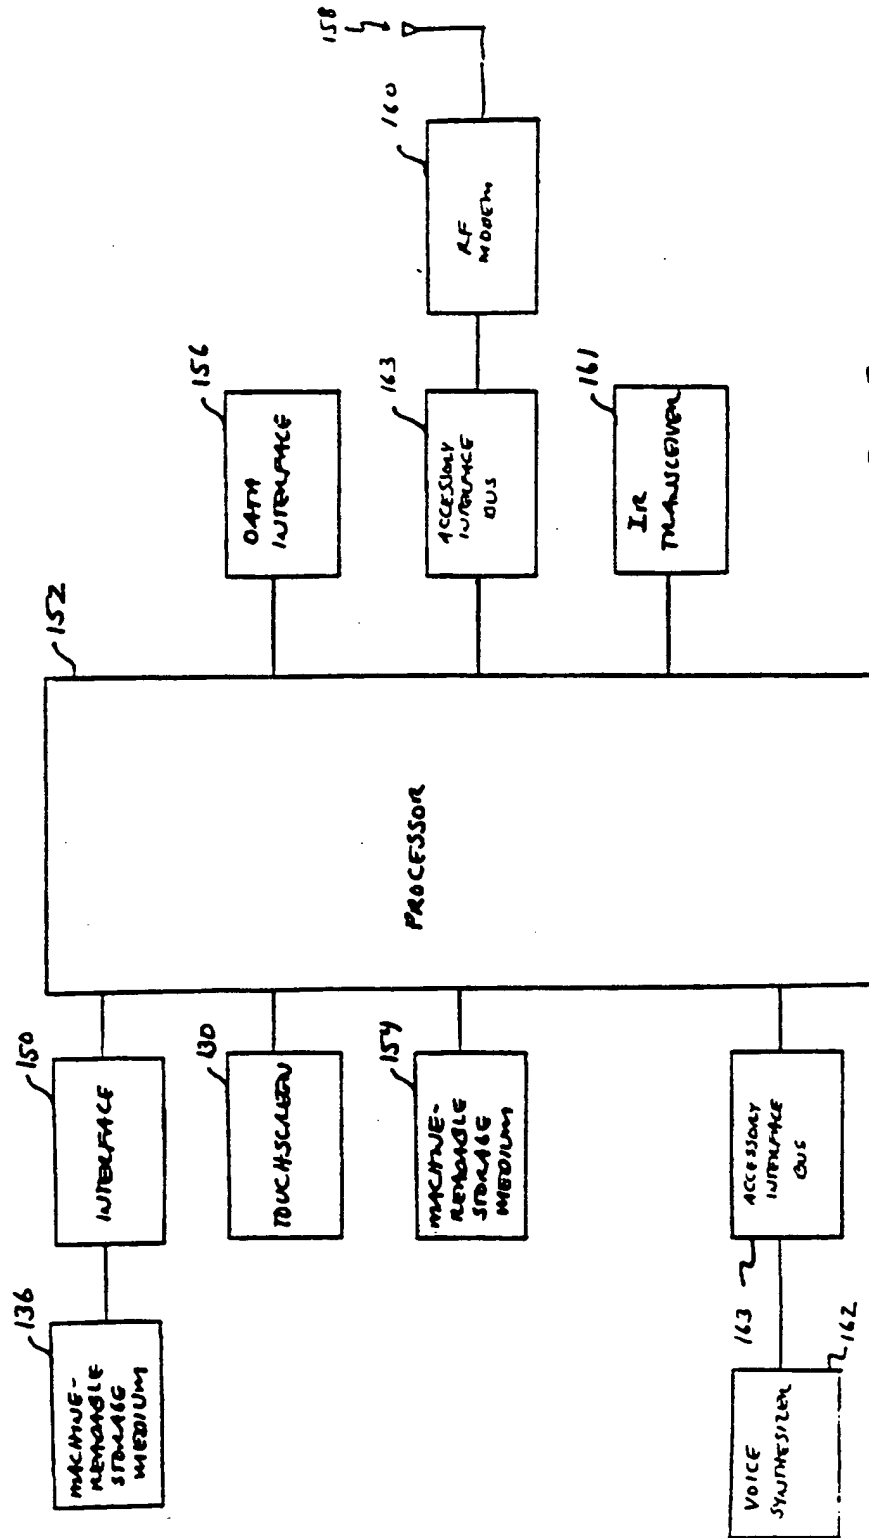 158
160
RF
MODEM
156
DATA
INTERFACE
163
ACCESSORY
INTERFACE
BUS
161
IR
TRANSCEIVER
152
PROCESSOR
150
INTERFACE
130
TOUCHSCREEN
154
MACHINE-
READABLE
STORAGE
MEDIUM
ACCESSORY
INTERFACE
BUS
163
136
MACHINE-
READABLE
STORAGE
MEDIUM
VOICE
SYNTHESIZER
162